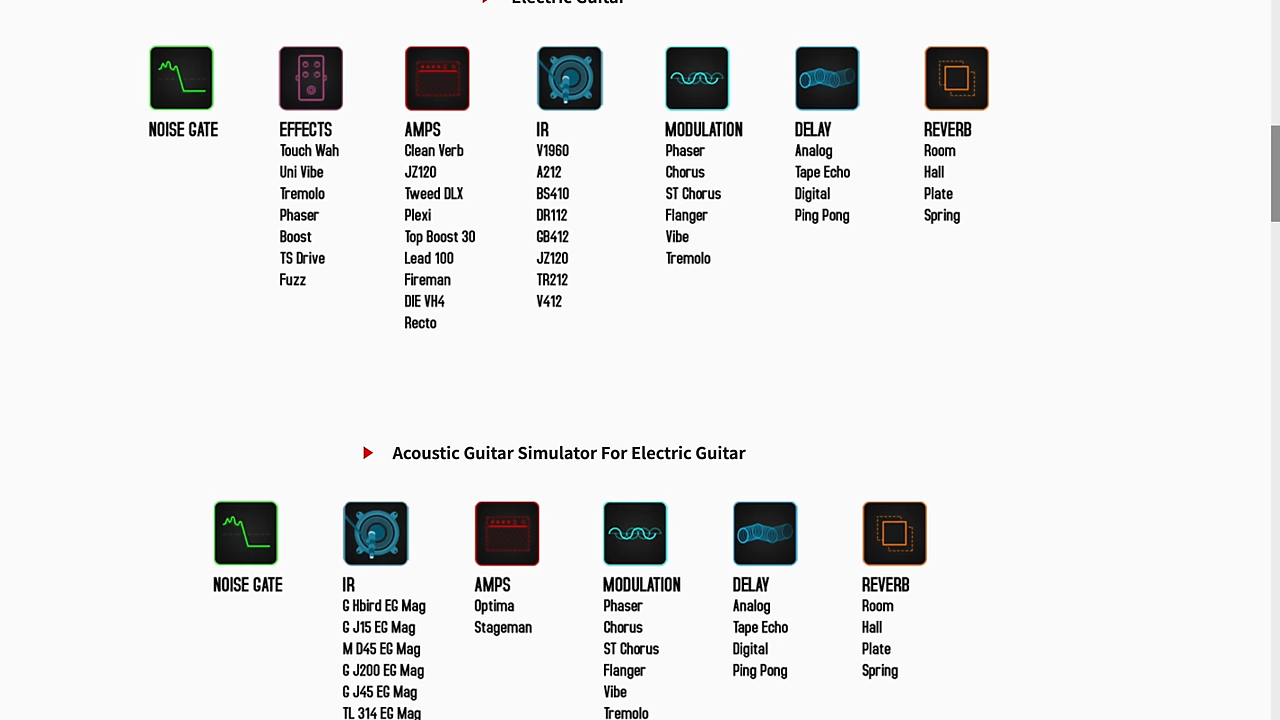 Electric Guitar
NOISE GATE
EFFECTS
Touch Wah
Uni Vibe
Tremolo
Phaser
Boost
TS Drive
Fuzz
AMPS
Clean Verb
JZ120
Tweed DLX
Plexi
Top Boost 30
Lead 100
Fireman
DIE VH4
Recto
IR
V1960
A212
BS410
DR112
GB412
JZ120
TR212
V412
MODULATION
Phaser
Chorus
ST Chorus
Flanger
Vibe
Tremolo
DELAY
Analog
Tape Echo
Digital
Ping Pong
REVERB
Room
Hall
Plate
Spring
Acoustic Guitar Simulator For Electric Guitar
NOISE GATE
IR
G Hbird EG Mag
G J15 EG Mag
M D45 EG Mag
G J200 EG Mag
G J45 EG Mag
TL 314 EG Mag
AMPS
Optima
Stageman
MODULATION
Phaser
Chorus
ST Chorus
Flanger
Vibe
Tremolo
DELAY
Analog
Tape Echo
Digital
Ping Pong
REVERB
Room
Hall
Plate
Spring